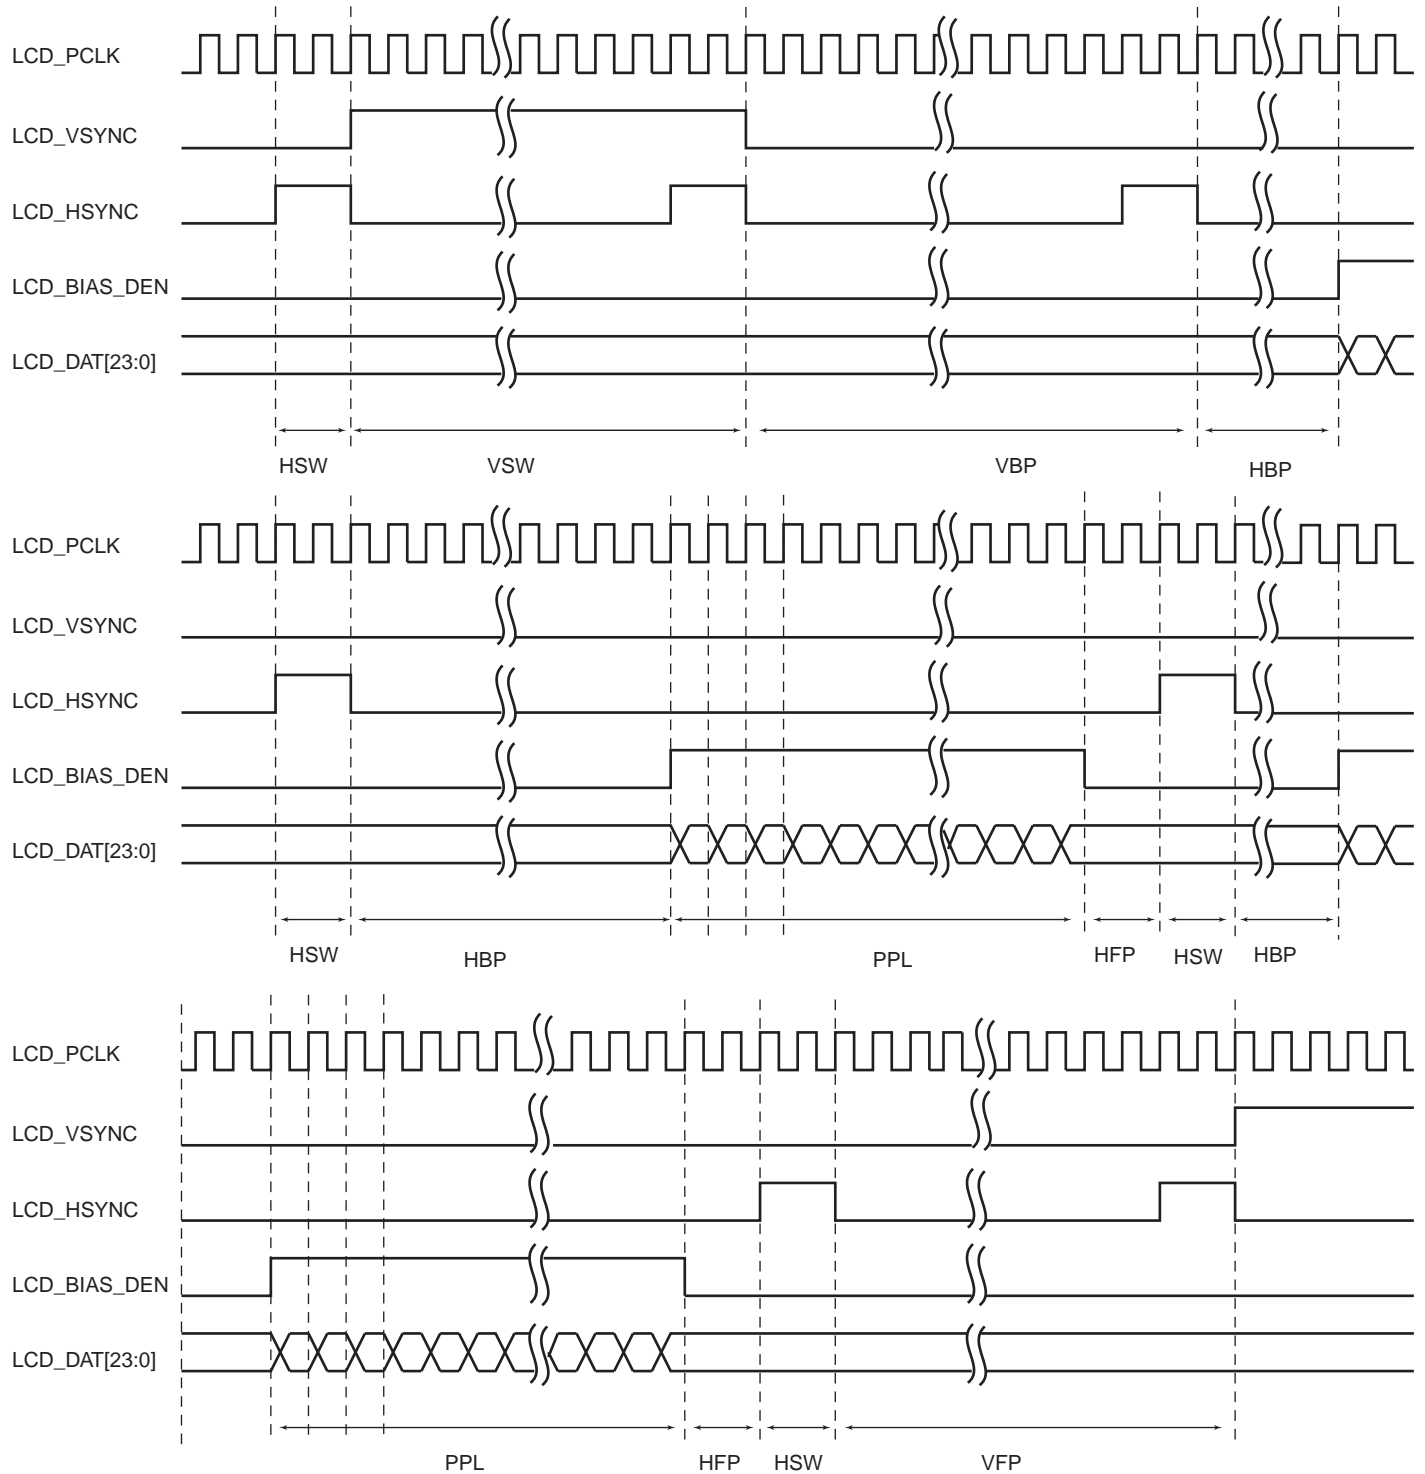 LCD_PCLK
LCD_VSYNC
LCD_HSYNC
LCD_BIAS_DEN
LCD_DAT[23:0]
HSW VSW VBP HBP
LCD_PCLK
LCD_VSYNC
LCD_HSYNC
LCD_BIAS_DEN
LCD_DAT[23:0]
HSW HBP PPL HFP HSW HBP
LCD_PCLK
LCD_VSYNC
LCD_HSYNC
LCD_BIAS_DEN
LCD_DAT[23:0]
PPL HFP HSW VFP